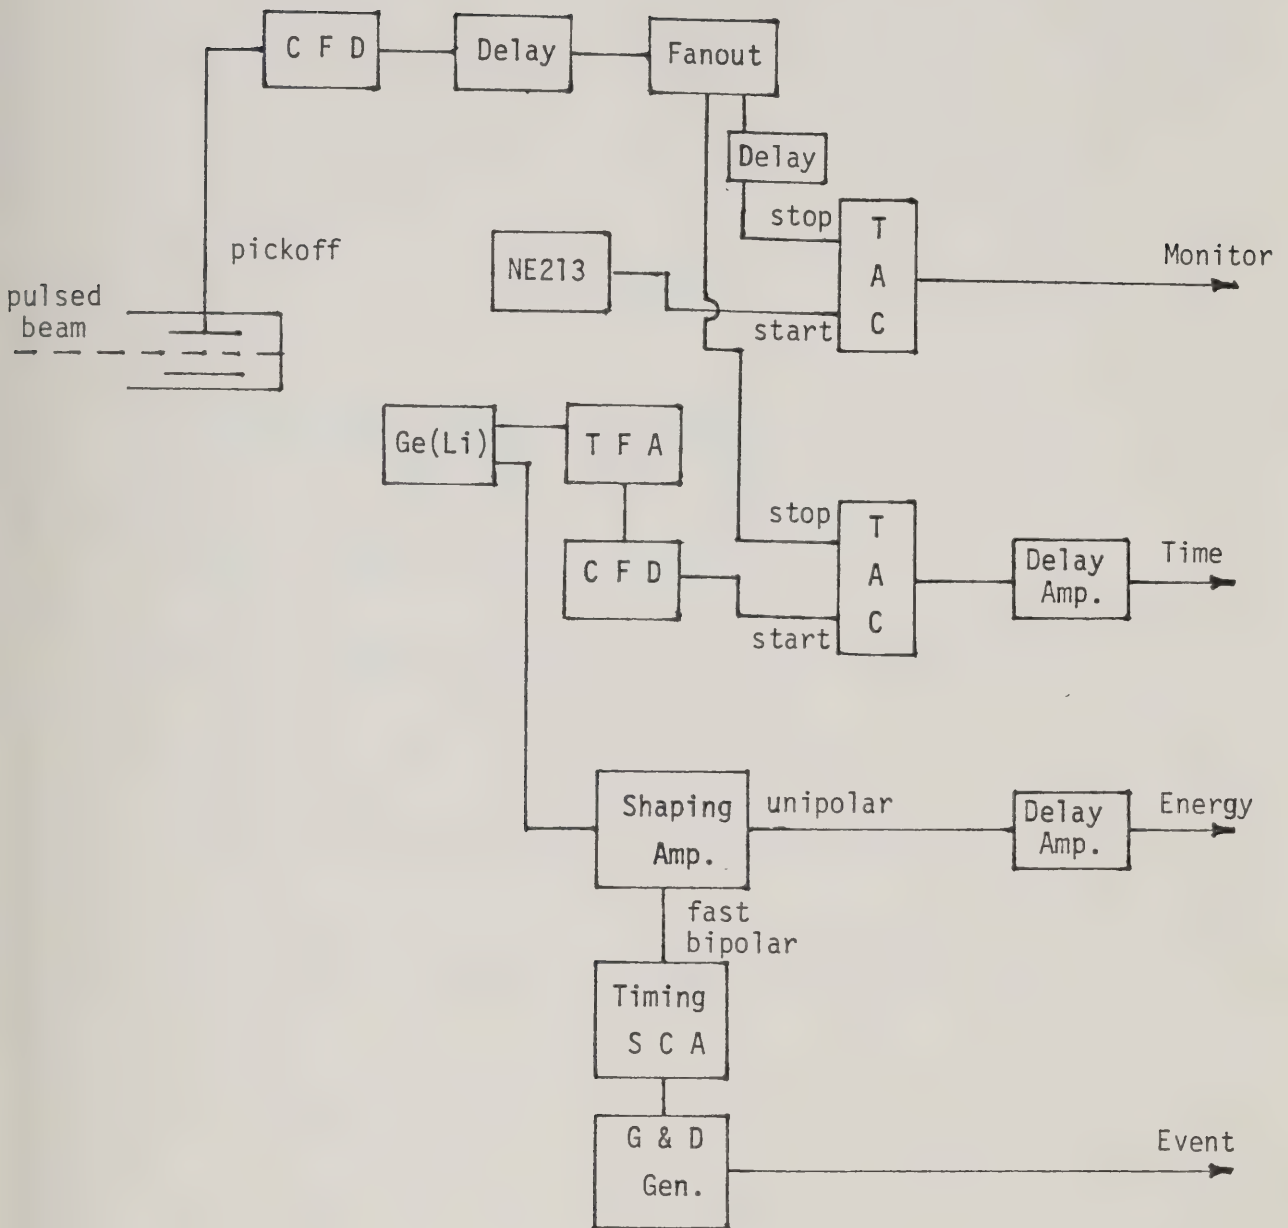 C F D
Delay
Fanout
Delay
pickoff
pulsed
beam
NE213
stop
start
T
A
C
Monitor
Ge(Li)
T F A
C F D
stop
start
T
A
C
Delay
Amp.
Time
Shaping
Amp.
unipolar
Delay
Amp.
Energy
fast
bipolar
Timing
S C A
G & D
Gen.
Event